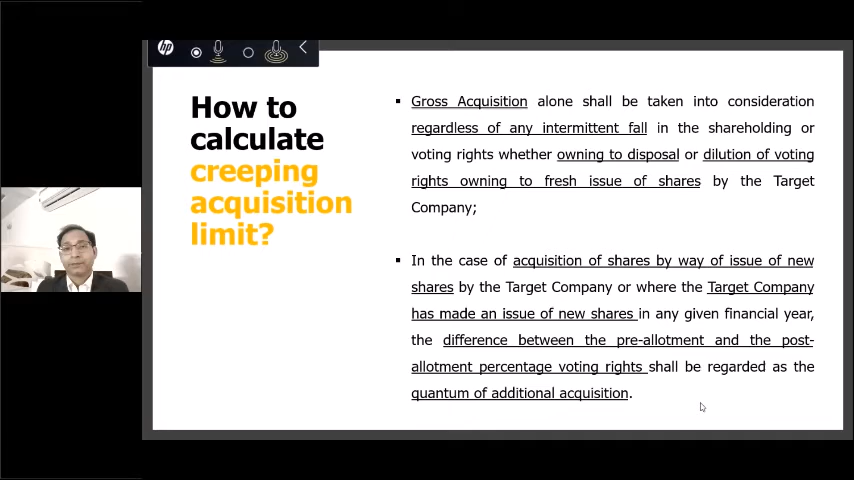 hp
How to
calculate
creeping
acquisition
limit?
▪ Gross Acquisition alone shall be taken into consideration
regardless of any intermittent fall in the shareholding or
voting rights whether owning to disposal or dilution of voting
rights owning to fresh issue of shares by the Target
Company;
▪ In the case of acquisition of shares by way of issue of new
shares by the Target Company or where the Target Company
has made an issue of new shares in any given financial year,
the difference between the pre-allotment and the post-
allotment percentage voting rights shall be regarded as the
quantum of additional acquisition.